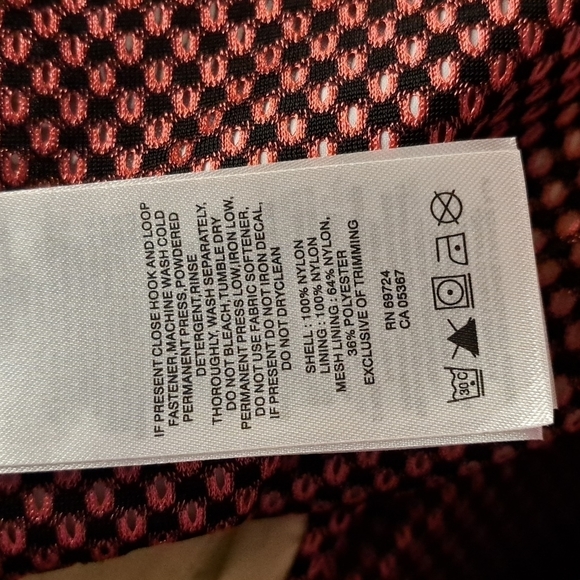 IF PRESENT CLOSE HOOK AND LOOP
FASTENER,MACHINE WASH COLD
PERMANENT PRESS,POWDERED
DETERGENT,RINSE
THOROUGHLY, WASH SEPARATELY,
DO NOT BLEACH,TUMBLE DRY
PERMANENT PRESS,LOW,IRON LOW,
DO NOT USE FABRIC SOFTENER,
IF PRESENT DO NOT IRON DECAL,
DO NOT DRYCLEAN
SHELL : 100% NYLON
LINING : 100% NYLON
MESH LINING : 64% NYLON,
36% POLYESTER
EXCLUSIVE OF TRIMMING
RN 69724
CA 05367
30 C